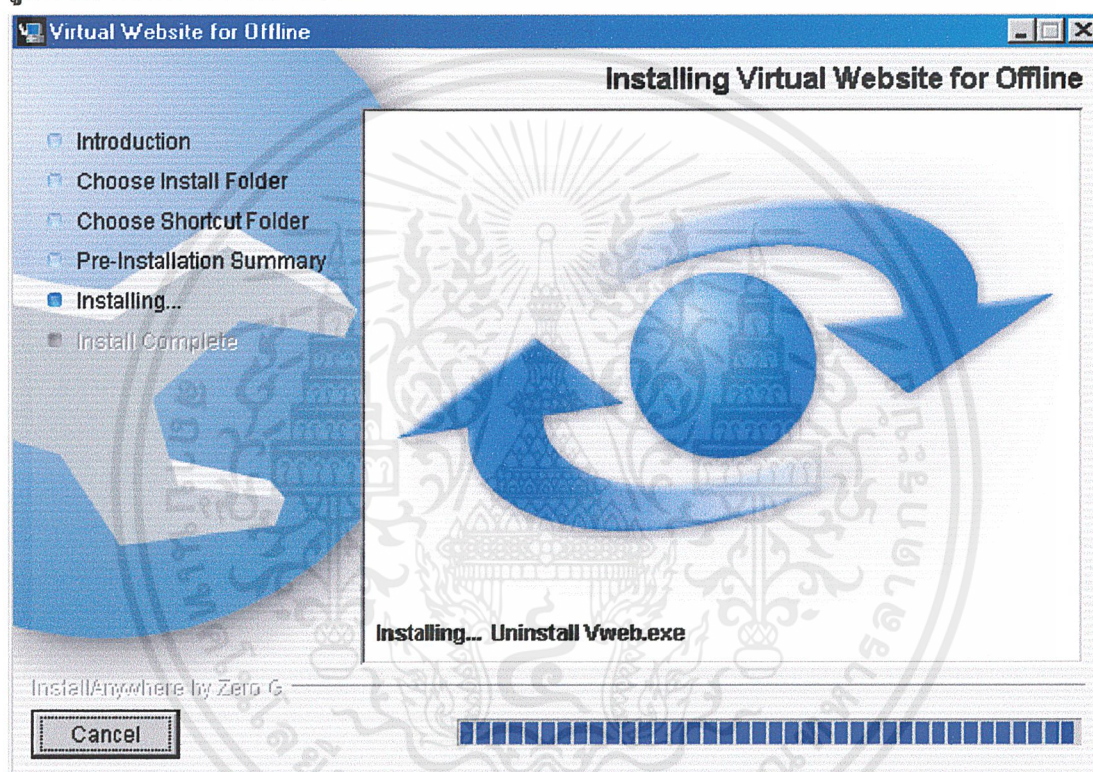 Virtual Website for Offline
Installing Virtual Website for Offline
Introduction
Choose Install Folder
Choose Shortcut Folder
Pre-Installation Summary
Installing...
Install Complete
Installing... Uninstall Vweb.exe
InstallAnywhere by Zero G
Cancel